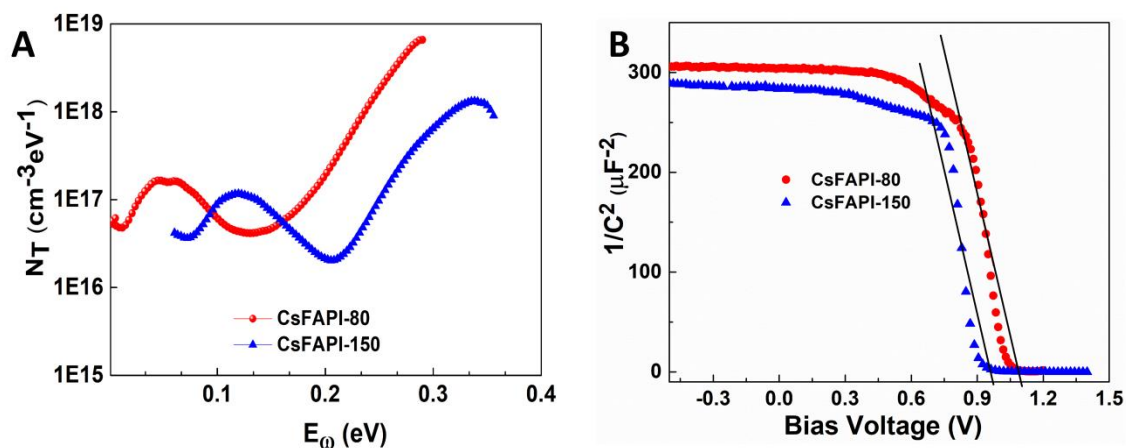 A
N_T (cm⁻³eV⁻¹)
1E19
1E18
1E17
1E16
1E15
CsFAPI-80
CsFAPI-150
0.1
0.2
0.3
0.4
E_ω (eV)
B
1/C² (μF⁻²)
300
200
100
0
CsFAPI-80
CsFAPI-150
-0.3 0.0 0.3 0.6 0.9 1.2 1.5
Bias Voltage (V)